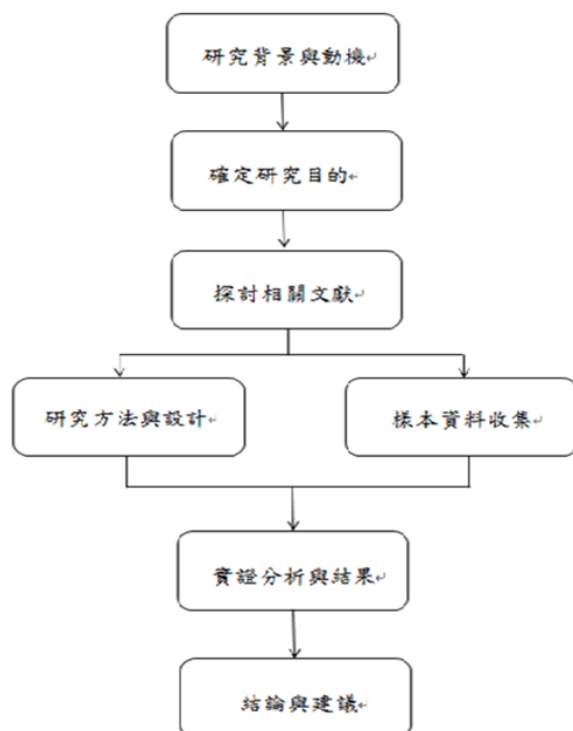 研究背景與動機
確定研究目的
探討相關文獻
研究方法與設計
樣本資料收集
實證分析與結果
結論與建議